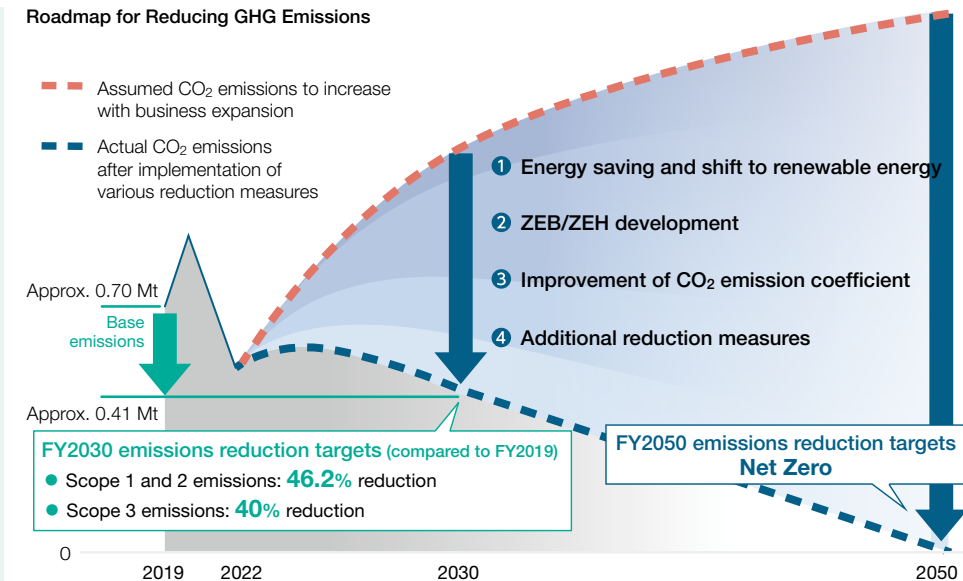 Roadmap for Reducing GHG Emissions
Assumed CO₂ emissions to increase
with business expansion
Actual CO₂ emissions
after implementation of
various reduction measures
❶ Energy saving and shift to renewable energy
❷ ZEB/ZEH development
❸ Improvement of CO₂ emission coefficient
❹ Additional reduction measures
Approx. 0.70 Mt
Base
emissions
Approx. 0.41 Mt
FY2030 emissions reduction targets (compared to FY2019)
● Scope 1 and 2 emissions: 46.2% reduction
● Scope 3 emissions: 40% reduction
FY2050 emissions reduction targets
Net Zero
0
2019 2022 2030 2050